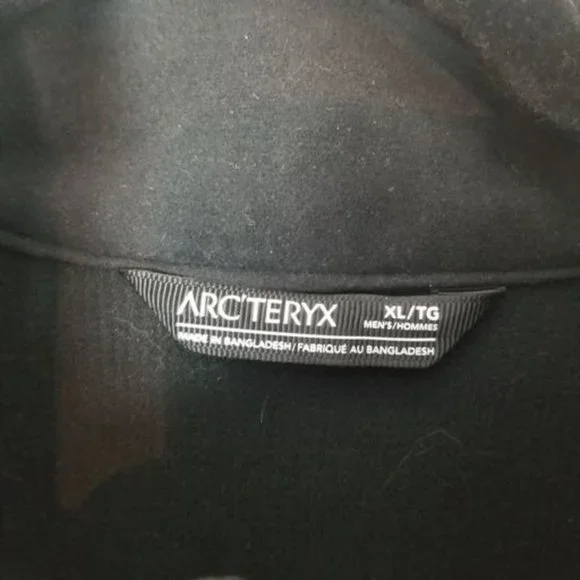 ARC'TERYX
XL/TG
MEN'S/HOMMES
MADE IN BANGLADESH/FABRIQUÉ AU BANGLADESH